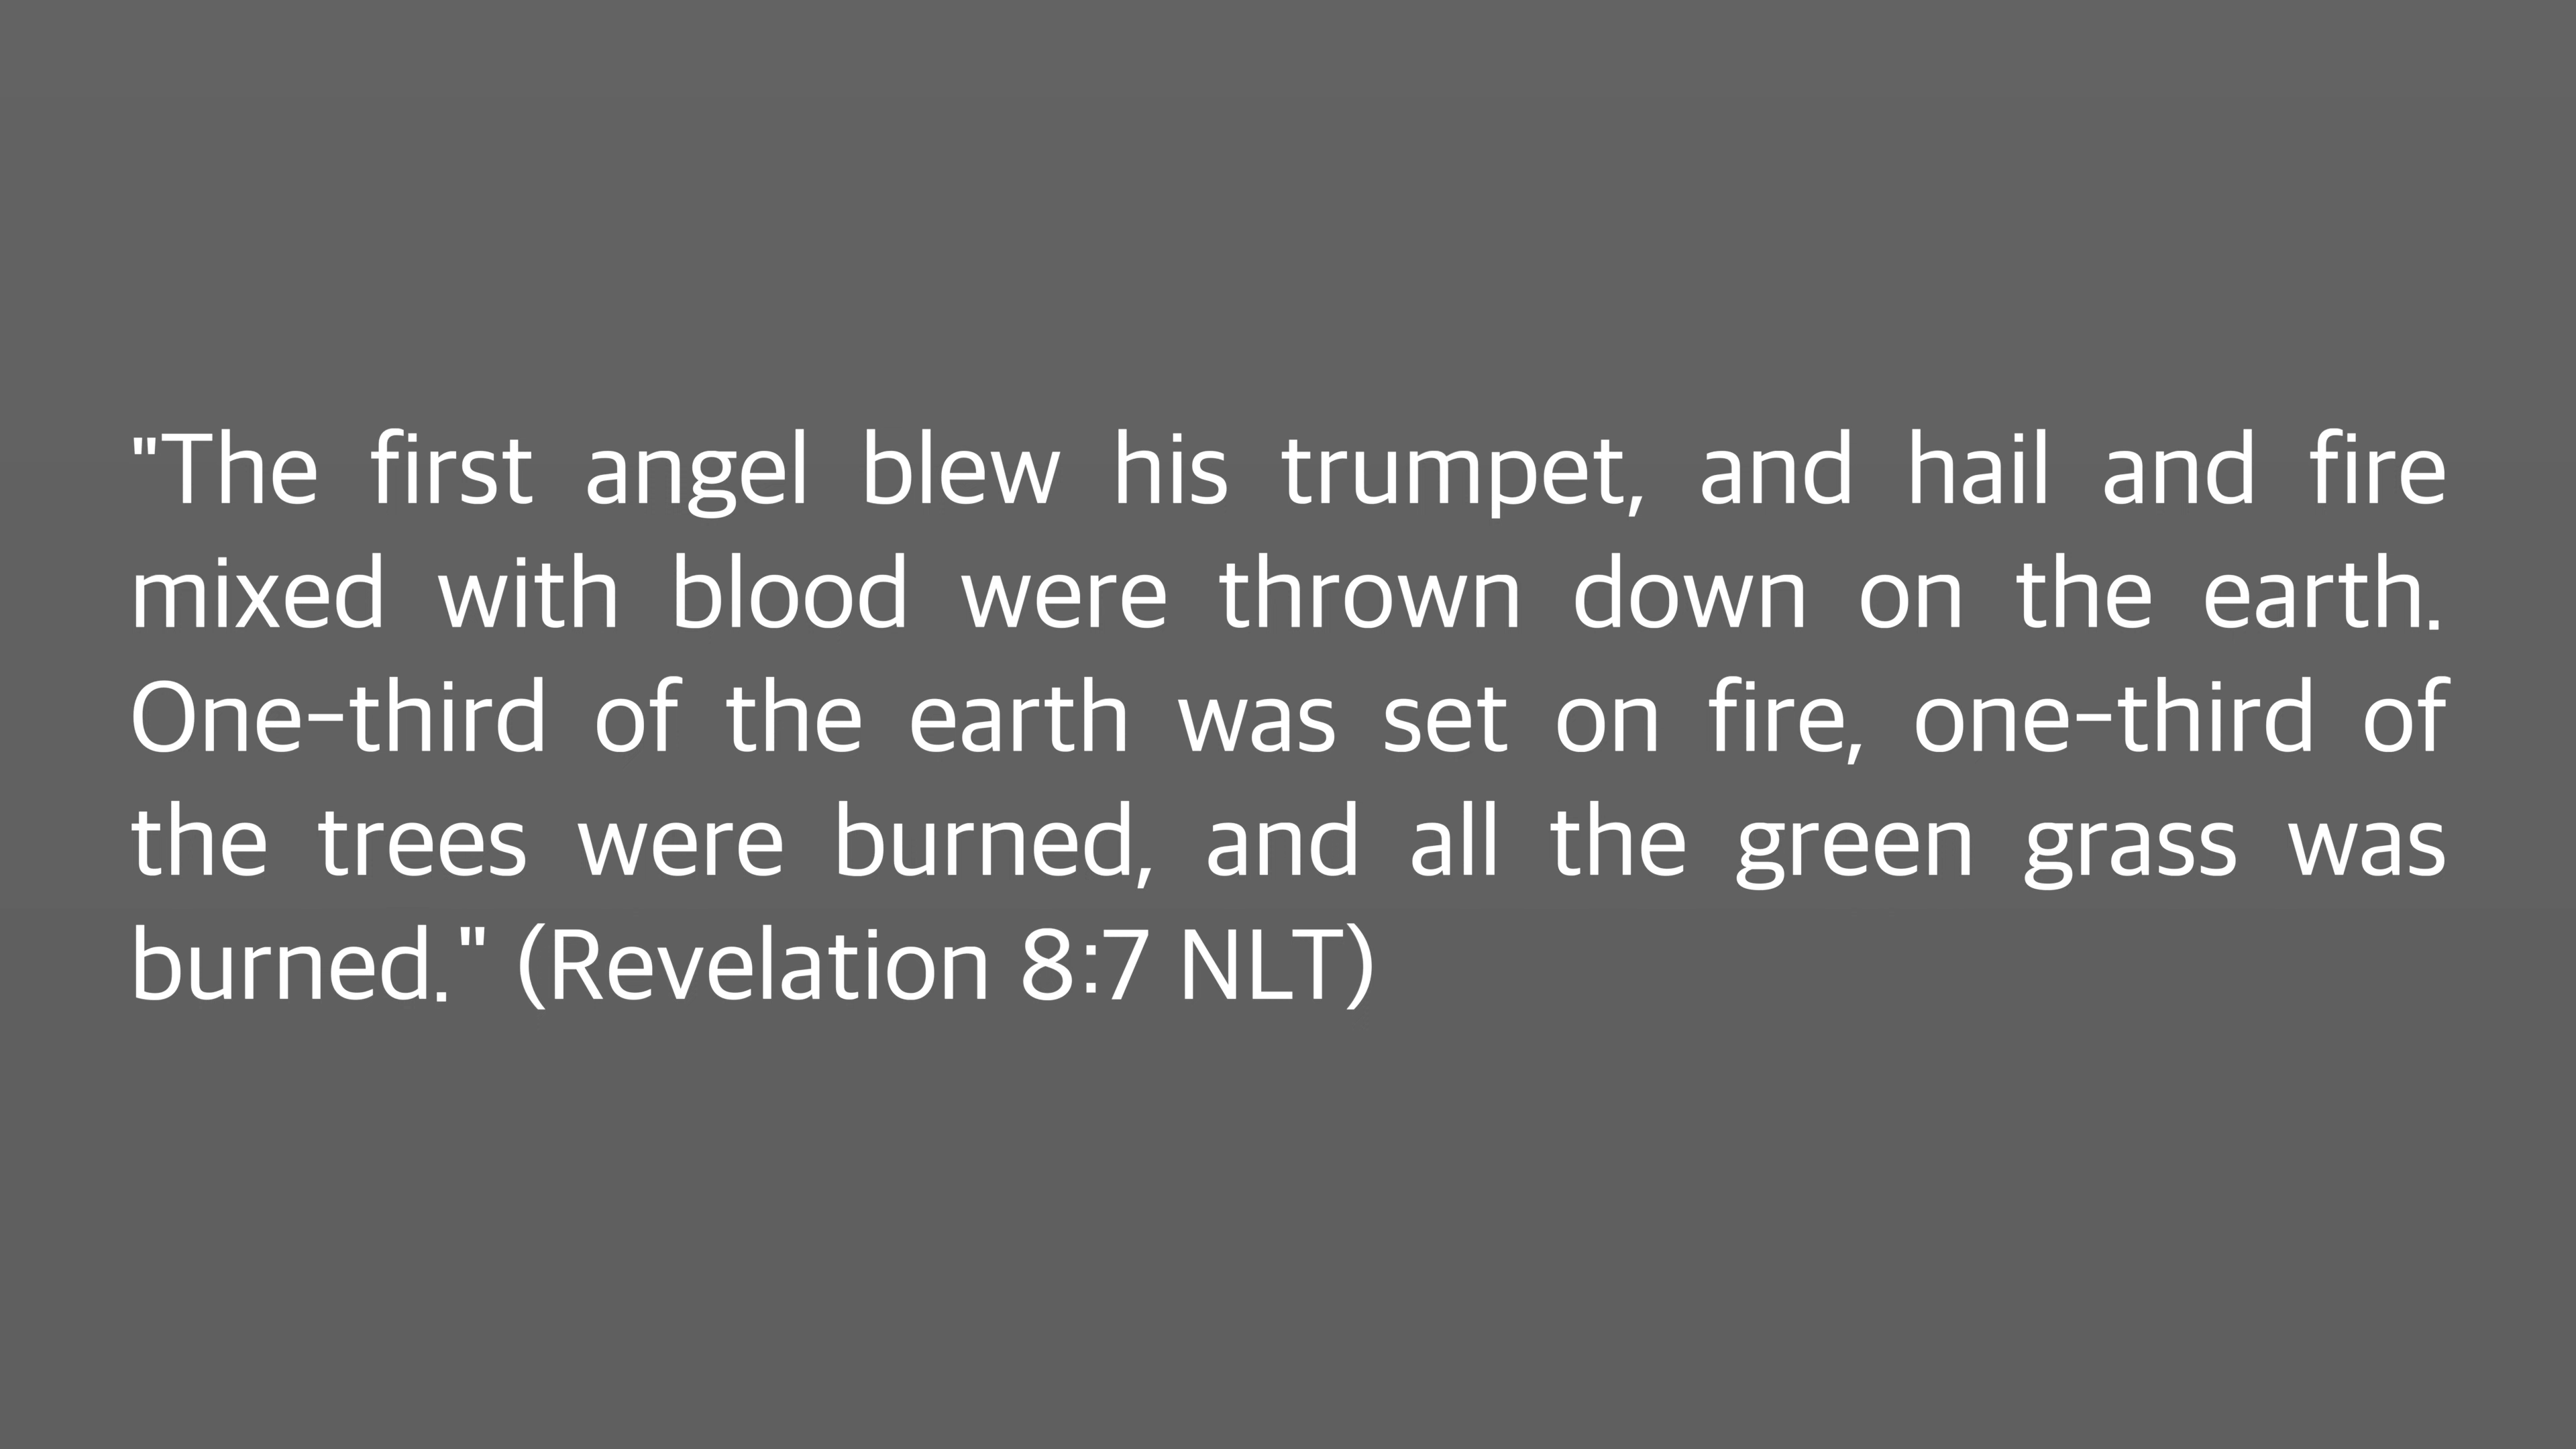 "The first angel blew his trumpet, and hail and fire
mixed with blood were thrown down on the earth.
One-third of the earth was set on fire, one-third of
the trees were burned, and all the green grass was
burned." (Revelation 8:7 NLT)